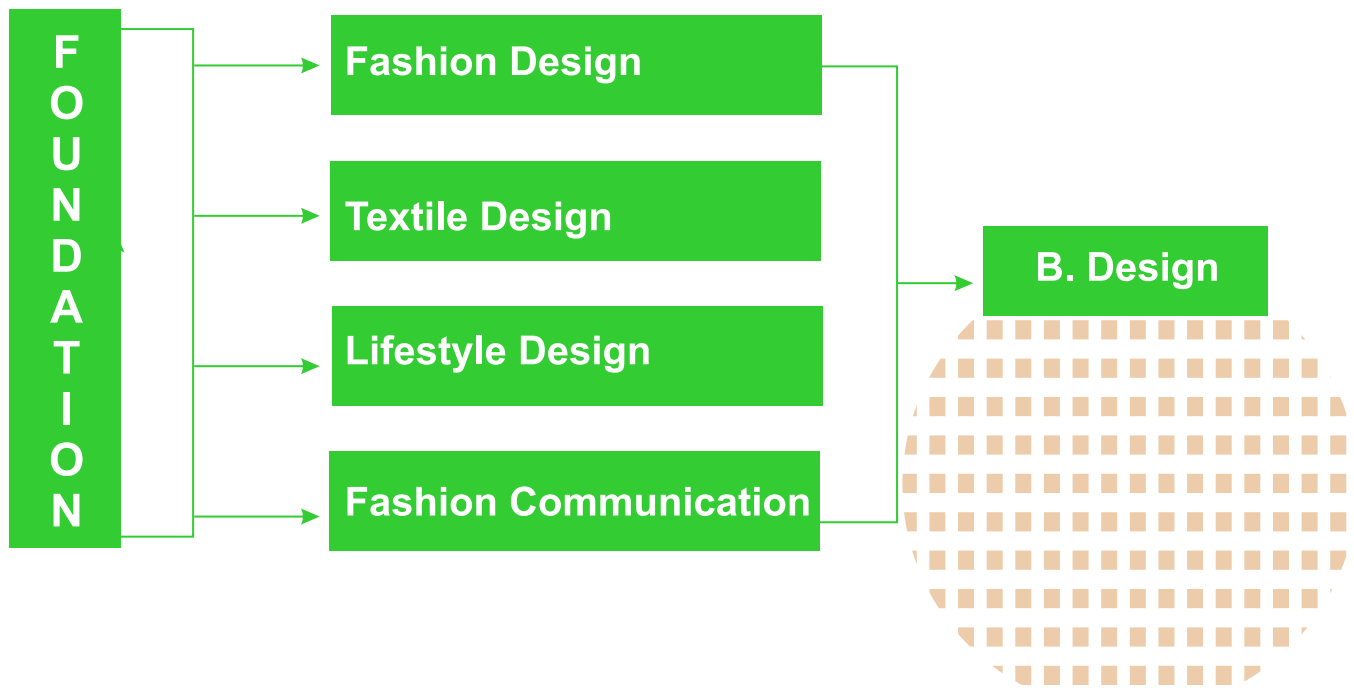 FOUNDATION
Fashion Design
Textile Design
Lifestyle Design
Fashion Communication
B. Design